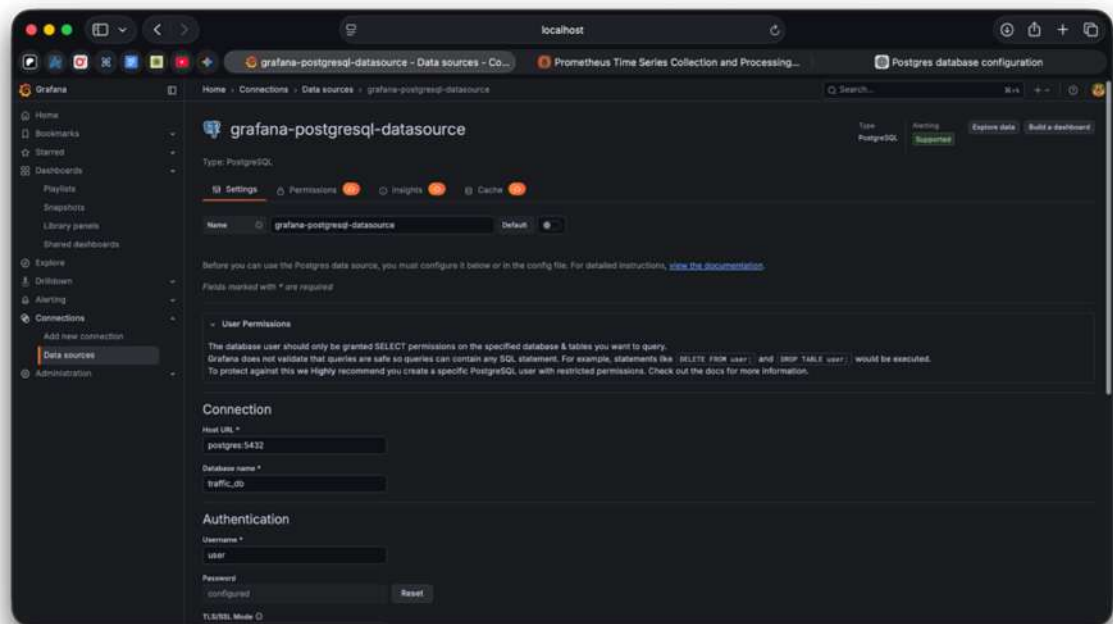 localhost
grafana-postgresql-datasource - Data sources - Co...
Prometheus Time Series Collection and Processing...
Postgres database configuration
Grafana
Home › Connections › Data sources › grafana-postgresql-datasource
Search...
Home
Bookmarks
Starred
Dashboards
Playlists
Snapshots
Library panels
Shared dashboards
Explore
Drilldown
Alerting
Connections
Add new connection
Data sources
Administration
grafana-postgresql-datasource
Type
PostgreSQL
Alerting
Supported
Explore data
Build a dashboard
Type: PostgreSQL
Settings
Permissions
Insights
Cache
Name
grafana-postgresql-datasource
Default
Before you can use the Postgres data source, you must configure it below or in the config file. For detailed instructions, view the documentation.
Fields marked with * are required
User Permissions
The database user should only be granted SELECT permissions on the specified database & tables you want to query.
Grafana does not validate that queries are safe so queries can contain any SQL statement. For example, statements like DELETE FROM user; and DROP TABLE user; would be executed.
To protect against this we Highly recommend you create a specific PostgreSQL user with restricted permissions. Check out the docs for more information.
Connection
Host URL *
postgres:5432
Database name *
traffic_db
Authentication
Username *
user
Password
configured
Reset
TLS/SSL Mode